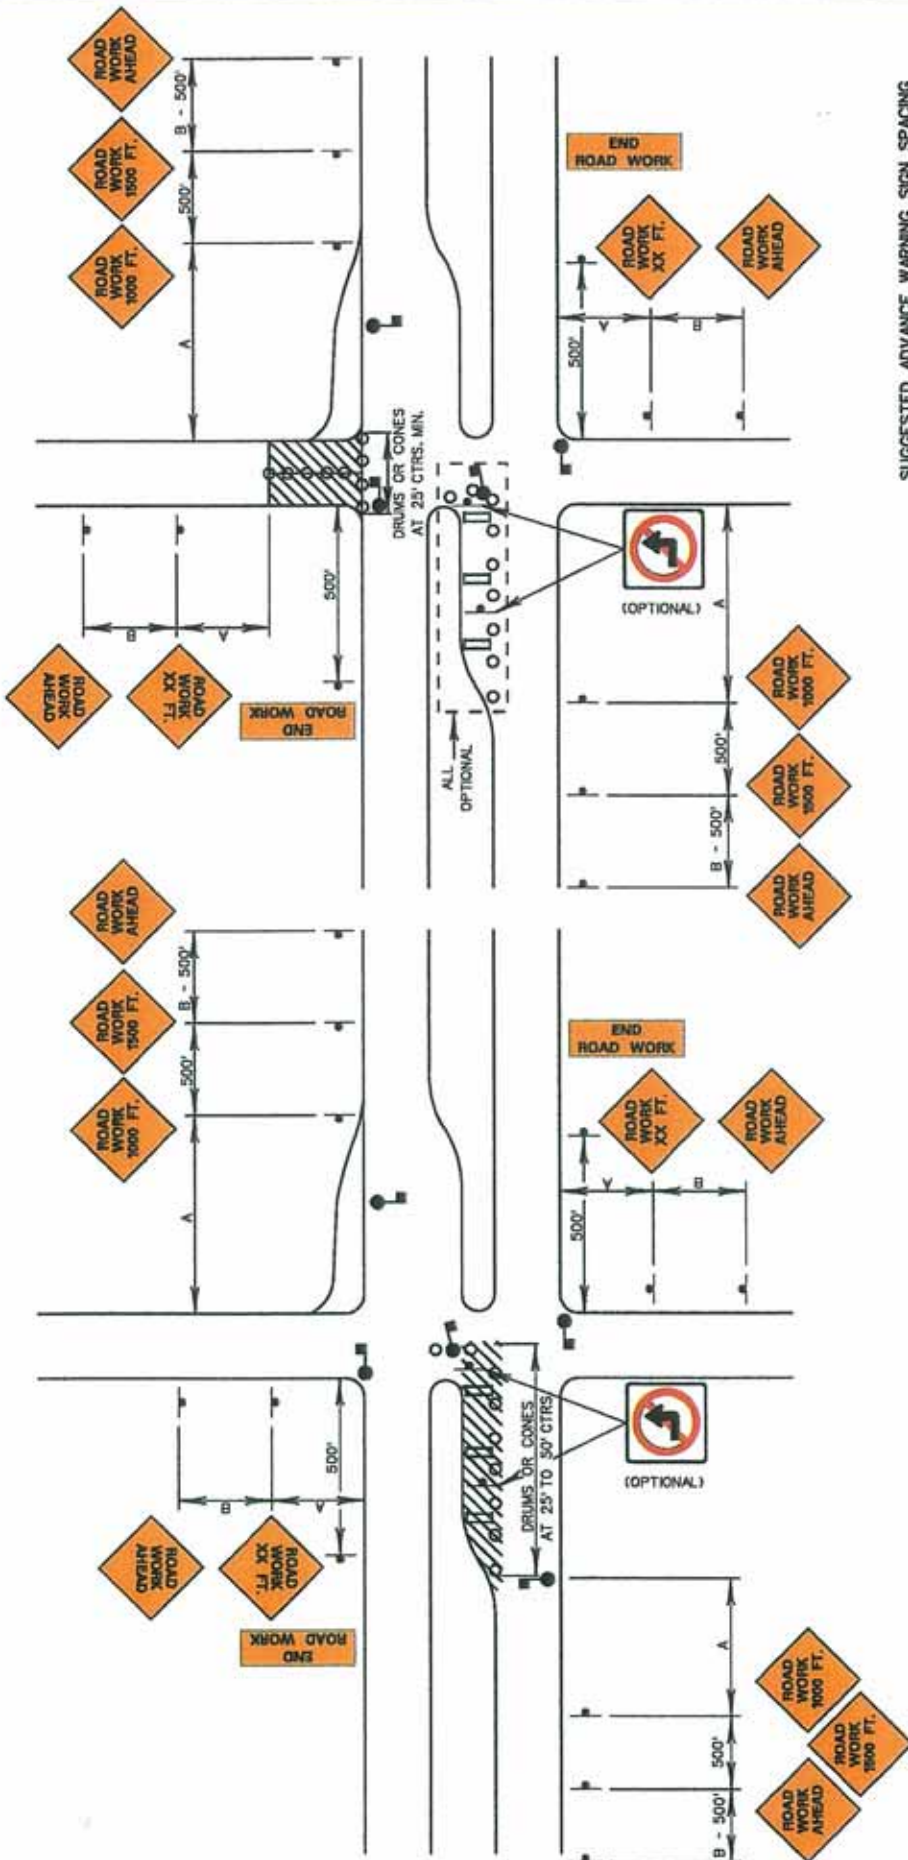 ROAD
WORK
AHEAD
B - 500'
ROAD
WORK
1500 FT.
500'
ROAD
WORK
1000 FT.
A
END
ROAD WORK
ROAD
WORK
XX FT.
ROAD
WORK
AHEAD
A
B
500'
SUGGESTED ADVANCE WARNING SIGN SPACING
DRUMS OR CONES
AT 25' CTRS. MIN.
500'
B
A
ROAD
WORK
AHEAD
ROAD
WORK
XX FT.
END
ROAD WORK
ALL
OPTIONAL
(OPTIONAL)
A
ROAD
WORK
1000 FT.
500'
ROAD
WORK
1500 FT.
B - 500'
ROAD
WORK
AHEAD
ROAD
WORK
AHEAD
B - 500'
ROAD
WORK
1500 FT.
500'
ROAD
WORK
1000 FT.
A
END
ROAD WORK
ROAD
WORK
XX FT.
ROAD
WORK
AHEAD
A
B
500'
DRUMS OR CONES
AT 25' TO 50' CTRS
500'
B
A
ROAD
WORK
AHEAD
ROAD
WORK
XX FT.
END
ROAD WORK
(OPTIONAL)
A
ROAD
WORK
1000 FT.
500'
ROAD
WORK
1500 FT.
B - 500'
ROAD
WORK
AHEAD